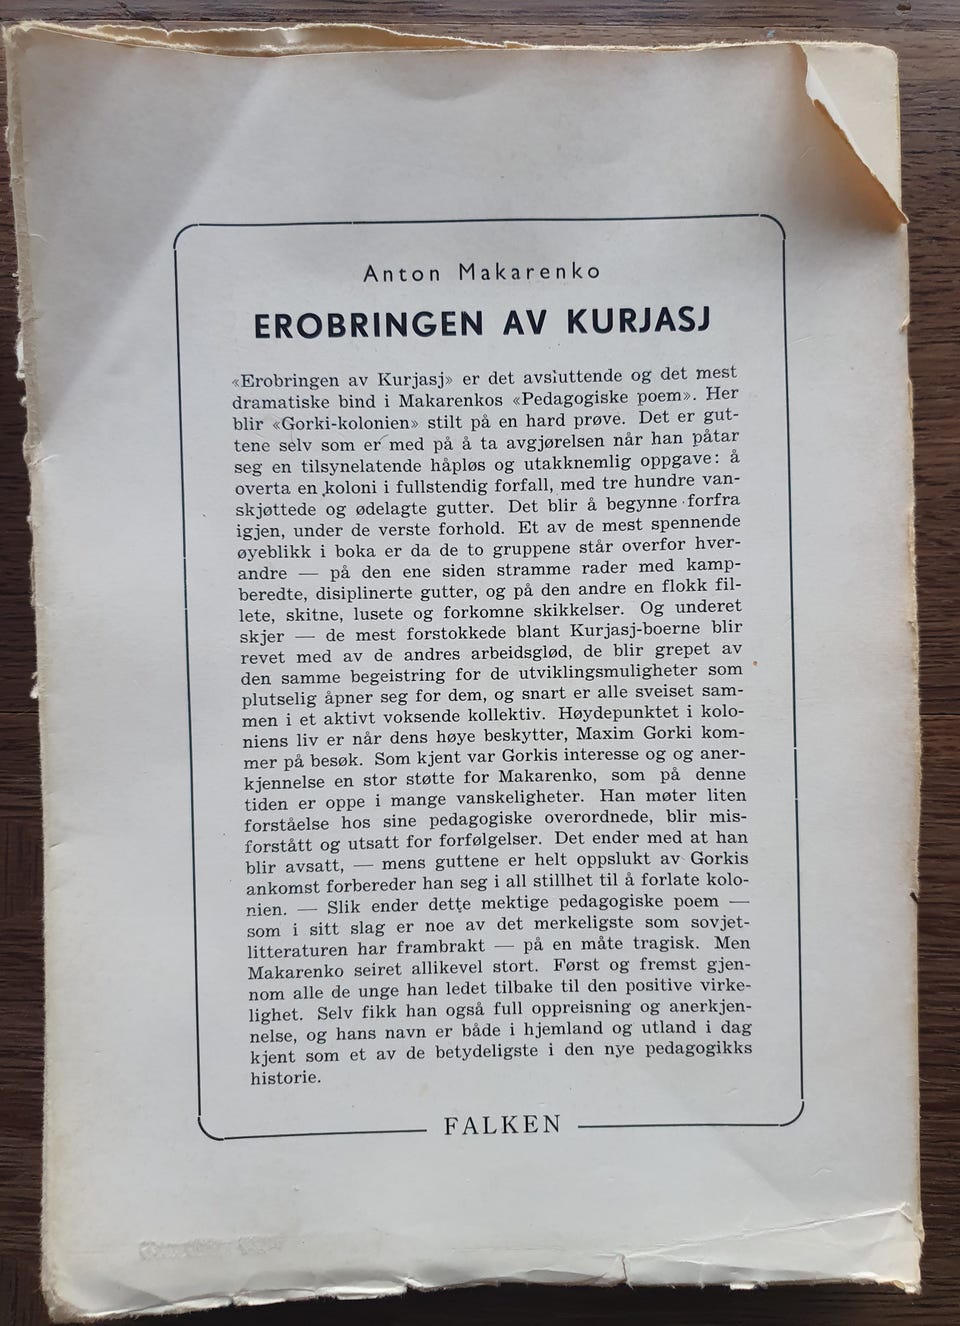 Anton Makarenko
EROBRINGEN AV KURJASJ
«Erobringen av Kurjasj» er det avsluttende og det mest
dramatiske bind i Makarenkos «Pedagogiske poem». Her
blir «Gorki-kolonien» stilt på en hard prøve. Det er gut-
tene selv som er med på å ta avgjørelsen når han påtar
seg en tilsynelatende håpløs og utakknemlig oppgave: å
overta en koloni i fullstendig forfall, med tre hundre van-
skjøttede og ødelagte gutter. Det blir å begynne forfra
igjen, under de verste forhold. Et av de mest spennende
øyeblikk i boka er da de to gruppene står overfor hver-
andre — på den ene siden stramme rader med kamp-
beredte, disiplinerte gutter, og på den andre en flokk fil-
lete, skitne, lusete og forkomne skikkelser. Og underet
skjer — de mest forstokkede blant Kurjasj-boerne blir
revet med av de andres arbeidsglød, de blir grepet av
den samme begeistring for de utviklingsmuligheter som
plutselig åpner seg for dem, og snart er alle sveiset sam-
men i et aktivt voksende kollektiv. Høydepunktet i kolo-
niens liv er når dens høye beskytter, Maxim Gorki kom-
mer på besøk. Som kjent var Gorkis interesse og og aner-
kjennelse en stor støtte for Makarenko, som på denne
tiden er oppe i mange vanskeligheter. Han møter liten
forståelse hos sine pedagogiske overordnede, blir mis-
forstått og utsatt for forfølgelser. Det ender med at han
blir avsatt, — mens guttene er helt oppslukt av Gorkis
ankomst forbereder han seg i all stillhet til å forlate kolo-
nien. — Slik ender dette mektige pedagogiske poem —
som i sitt slag er noe av det merkeligste som sovjet-
litteraturen har frambrakt — på en måte tragisk. Men
Makarenko seiret allikevel stort. Først og fremst gjen-
nom alle de unge han ledet tilbake til den positive virke-
lighet. Selv fikk han også full oppreisning og anerkjen-
nelse, og hans navn er både i hjemland og utland i dag
kjent som et av de betydeligste i den nye pedagogikks
historie.
FALKEN